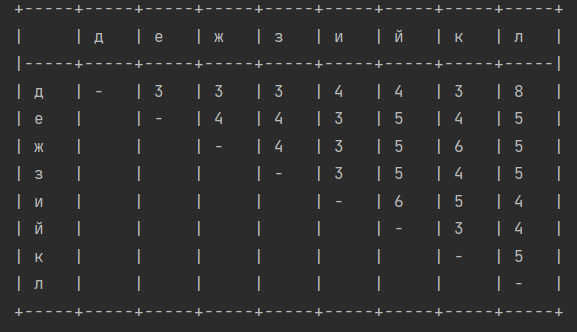 +-----+-----+-----+-----+-----+-----+-----+-----+-----+
|     | д   | е   | ж   | з   | и   | й   | к   | л   |
|-----+-----+-----+-----+-----+-----+-----+-----+-----|
| д   | -   | 3   | 3   | 3   | 4   | 4   | 3   | 8   |
| е   |     | -   | 4   | 4   | 3   | 5   | 4   | 5   |
| ж   |     |     | -   | 4   | 3   | 5   | 6   | 5   |
| з   |     |     |     | -   | 3   | 5   | 4   | 5   |
| и   |     |     |     |     | -   | 6   | 5   | 4   |
| й   |     |     |     |     |     | -   | 3   | 4   |
| к   |     |     |     |     |     |     | -   | 5   |
| л   |     |     |     |     |     |     |     | -   |
+-----+-----+-----+-----+-----+-----+-----+-----+-----+